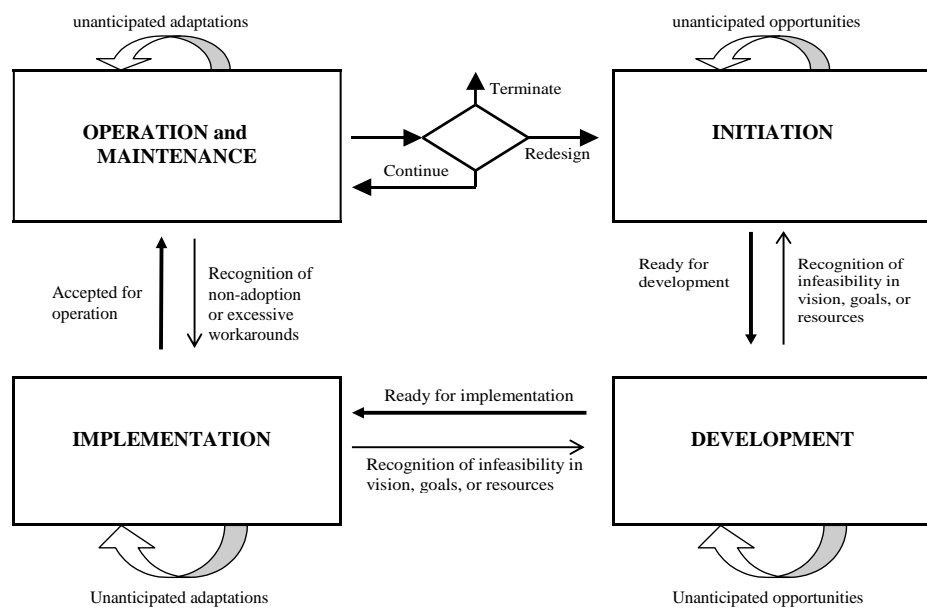 unanticipated adaptations
unanticipated opportunities
OPERATION and
MAINTENANCE
Terminate
Redesign
Continue
INITIATION
Accepted for
operation
Recognition of
non-adoption
or excessive
workarounds
Ready for
development
Recognition of
infeasibility in
vision, goals, or
resources
IMPLEMENTATION
Ready for implementation
Recognition of infeasibility in
vision, goals, or resources
DEVELOPMENT
Unanticipated adaptations
Unanticipated opportunities